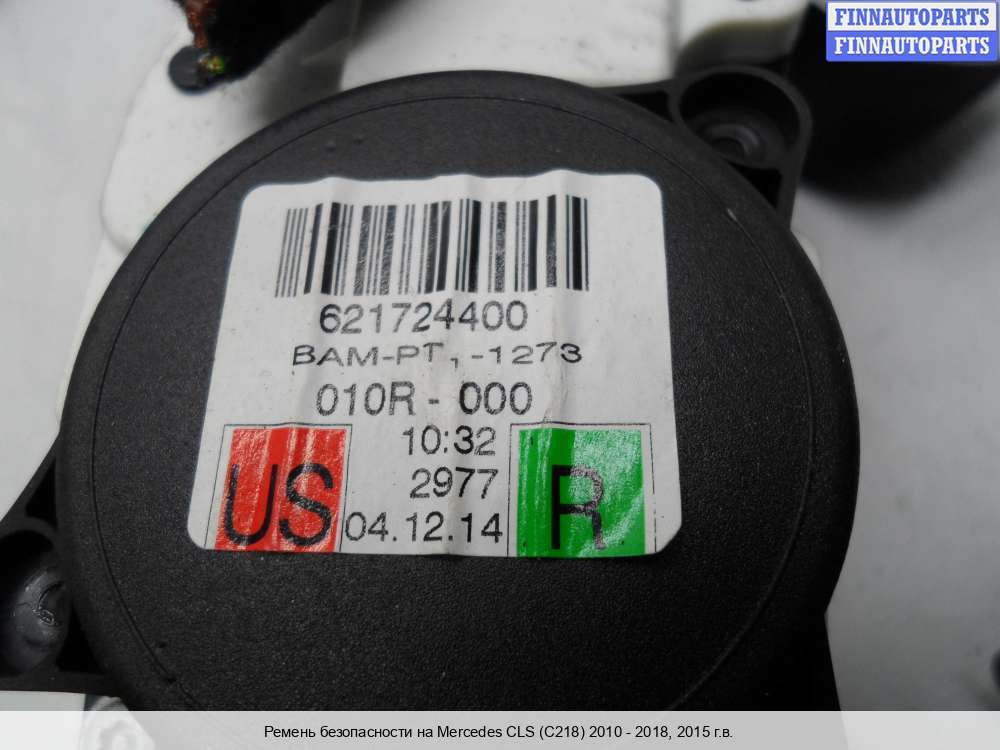 FINNAUTOPARTS
FINNAUTOPARTS
621724400
BAM-PT, -1273
010R - 000
10:32
2977
US
04.12.14
R
Ремень безопасности на Mercedes CLS (C218) 2010 - 2018, 2015 г.в.